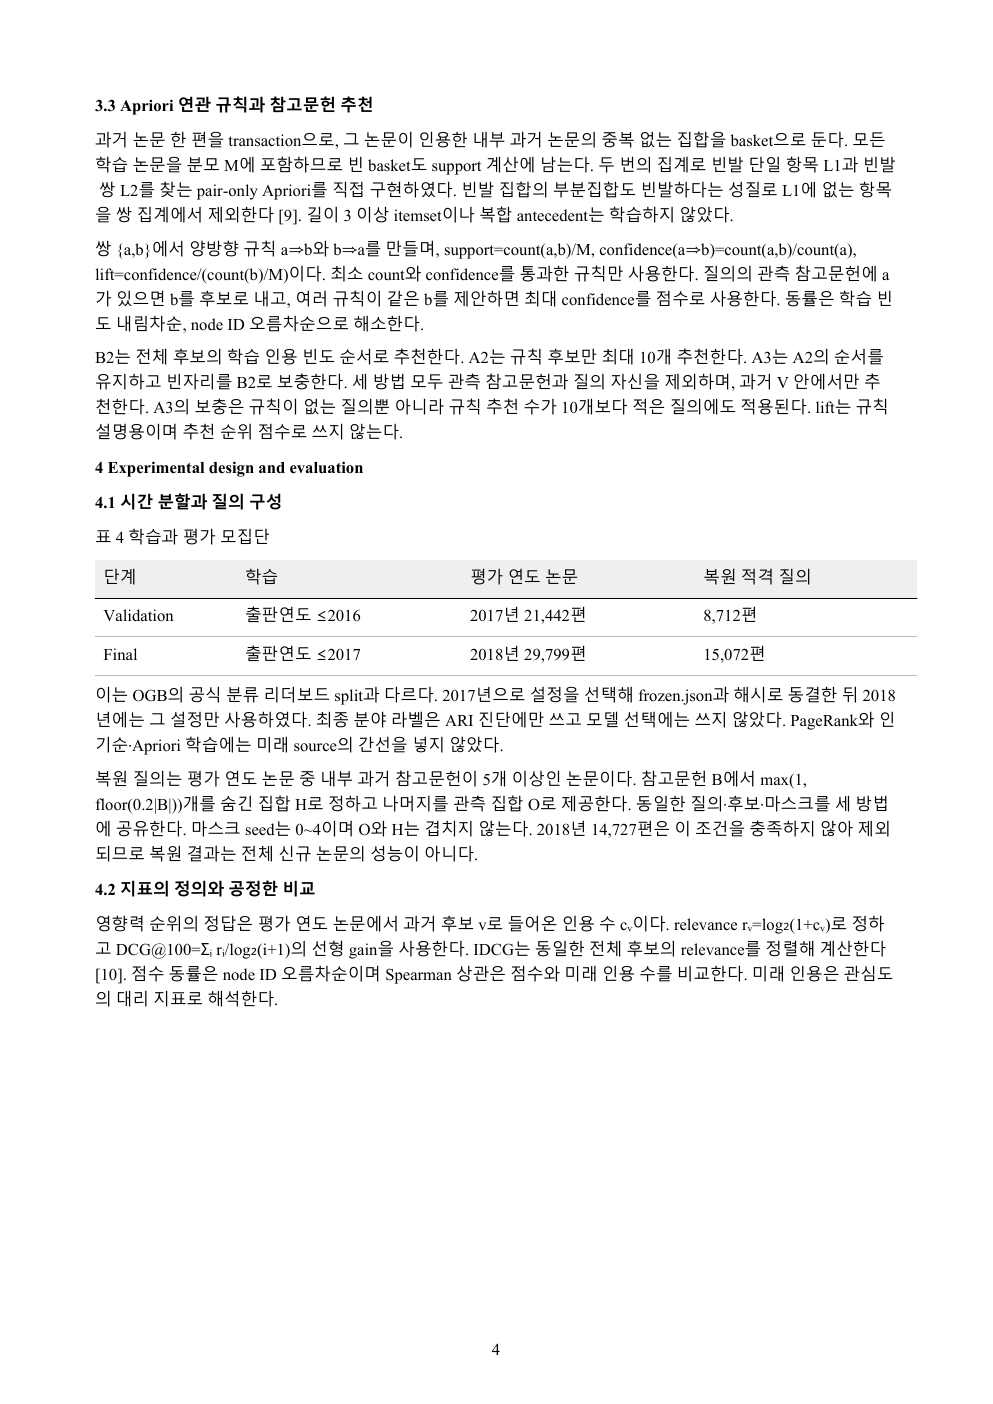 3.3 Apriori 연관 규칙과 참고문헌 추천
과거 논문 한 편을 transaction으로, 그 논문이 인용한 내부 과거 논문의 중복 없는 집합을 basket으로 둔다. 모든
학습 논문을 분모 M에 포함하므로 빈 basket도 support 계산에 남는다. 두 번의 집계로 빈발 단일 항목 L1과 빈발
쌍 L2를 찾는 pair-only Apriori를 직접 구현하였다. 빈발 집합의 부분집합도 빈발하다는 성질로 L1에 없는 항목
을 쌍 집계에서 제외한다 [9]. 길이 3 이상 itemset이나 복합 antecedent는 학습하지 않았다.
쌍 {a,b}에서 양방향 규칙 a⇒b와 b⇒a를 만들며, support=count(a,b)/M, confidence(a⇒b)=count(a,b)/count(a),
lift=confidence/(count(b)/M)이다. 최소 count와 confidence를 통과한 규칙만 사용한다. 질의의 관측 참고문헌에 a
가 있으면 b를 후보로 내고, 여러 규칙이 같은 b를 제안하면 최대 confidence를 점수로 사용한다. 동률은 학습 빈
도 내림차순, node ID 오름차순으로 해소한다.
B2는 전체 후보의 학습 인용 빈도 순서로 추천한다. A2는 규칙 후보만 최대 10개 추천한다. A3는 A2의 순서를
유지하고 빈자리를 B2로 보충한다. 세 방법 모두 관측 참고문헌과 질의 자신을 제외하며, 과거 V 안에서만 추
천한다. A3의 보충은 규칙이 없는 질의뿐 아니라 규칙 추천 수가 10개보다 적은 질의에도 적용된다. lift는 규칙
설명용이며 추천 순위 점수로 쓰지 않는다.
4 Experimental design and evaluation
4.1 시간 분할과 질의 구성
표 4 학습과 평가 모집단
단계 학습 평가 연도 논문 복원 적격 질의
Validation 출판연도 ≤2016 2017년 21,442편 8,712편
Final 출판연도 ≤2017 2018년 29,799편 15,072편
이는 OGB의 공식 분류 리더보드 split과 다르다. 2017년으로 설정을 선택해 frozen.json과 해시로 동결한 뒤 2018
년에는 그 설정만 사용하였다. 최종 분야 라벨은 ARI 진단에만 쓰고 모델 선택에는 쓰지 않았다. PageRank와 인
기순·Apriori 학습에는 미래 source의 간선을 넣지 않았다.
복원 질의는 평가 연도 논문 중 내부 과거 참고문헌이 5개 이상인 논문이다. 참고문헌 B에서 max(1,
floor(0.2|B|))개를 숨긴 집합 H로 정하고 나머지를 관측 집합 O로 제공한다. 동일한 질의·후보·마스크를 세 방법
에 공유한다. 마스크 seed는 0~4이며 O와 H는 겹치지 않는다. 2018년 14,727편은 이 조건을 충족하지 않아 제외
되므로 복원 결과는 전체 신규 논문의 성능이 아니다.
4.2 지표의 정의와 공정한 비교
영향력 순위의 정답은 평가 연도 논문에서 과거 후보 v로 들어온 인용 수 cᵥ이다. relevance rᵥ=log₂(1+cᵥ)로 정하
고 DCG@100=Σᵢ rᵢ/log₂(i+1)의 선형 gain을 사용한다. IDCG는 동일한 전체 후보의 relevance를 정렬해 계산한다
[10]. 점수 동률은 node ID 오름차순이며 Spearman 상관은 점수와 미래 인용 수를 비교한다. 미래 인용은 관심도
의 대리 지표로 해석한다.
4